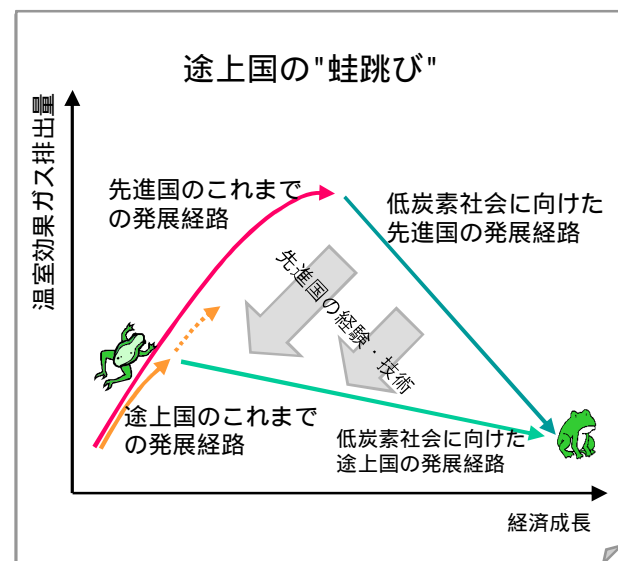 途上国の"蛙跳び"
温室効果ガス排出量
先進国のこれまで
の発展経路
低炭素社会に向けた
先進国の発展経路
先進国の経験・技術
途上国のこれまで
の発展経路
低炭素社会に向けた
途上国の発展経路
経済成長